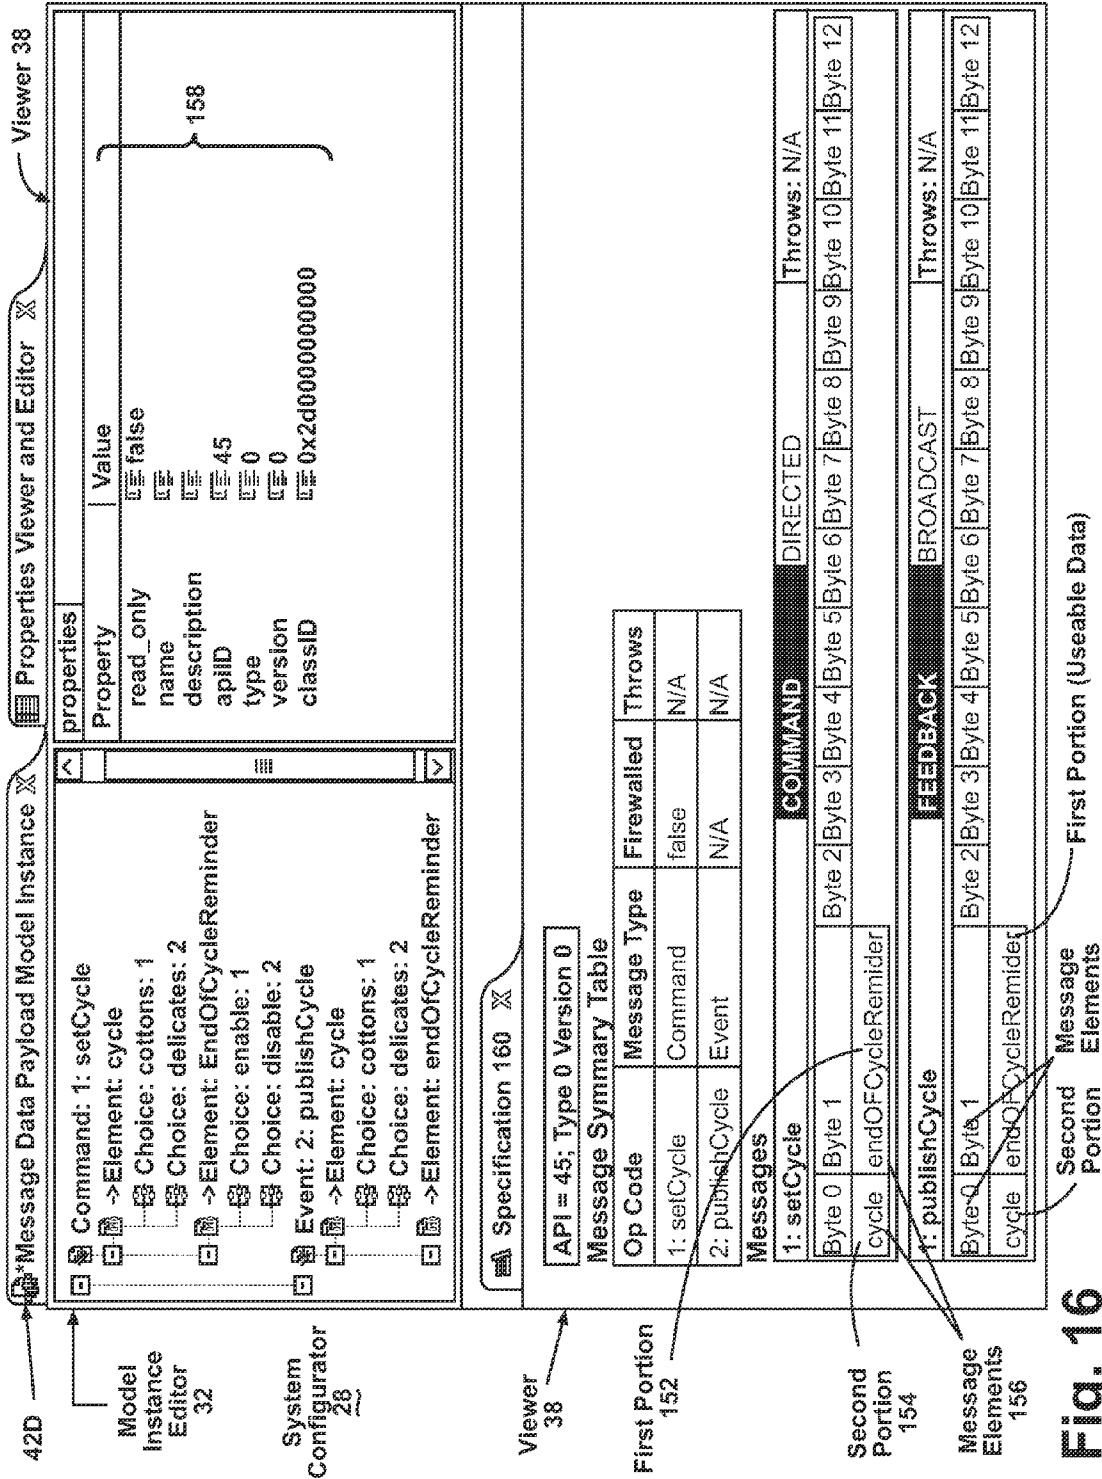 42D
*Message Data Payload Model Instance X
Properties Viewer and Editor X
Viewer 38
Model
Instance
Editor
32
System
Configurator
28
Command: 1: setCycle
->Element: cycle
Choice: cottons: 1
Choice: delicates: 2
->Element: EndOfCycleReminder
Choice: enable: 1
Choice: disable: 2
Event: 2: publishCycle
->Element: cycle
Choice: cottons: 1
Choice: delicates: 2
->Element: endOfCycleReminder
properties
Property Value
read_only false
name
description
apiID 45
type 0
version 0
classID 0x2d0000000000
158
Specification 160 X
Viewer
38
API = 45; Type 0 Version 0
Message Summary Table
Op Code Message Type Firewalled Throws
1: setCycle Command false N/A
2: publishCycle Event N/A N/A
Messages
1: setCycle COMMAND DIRECTED Throws: N/A
Byte 0 Byte 1 Byte 2 Byte 3 Byte 4 Byte 5 Byte 6 Byte 7 Byte 8 Byte 9 Byte 10 Byte 11 Byte 12
cycle endOFCycleRemider
1: publishCycle FEEDBACK BROADCAST Throws: N/A
Byte 0 Byte 1 Byte 2 Byte 3 Byte 4 Byte 5 Byte 6 Byte 7 Byte 8 Byte 9 Byte 10 Byte 11 Byte 12
cycle endOFCycleRemider
First Portion
152
Second
Portion
154
Message
Elements
156
Second
Portion
Message
Elements
First Portion (Useable Data)
Fig. 16